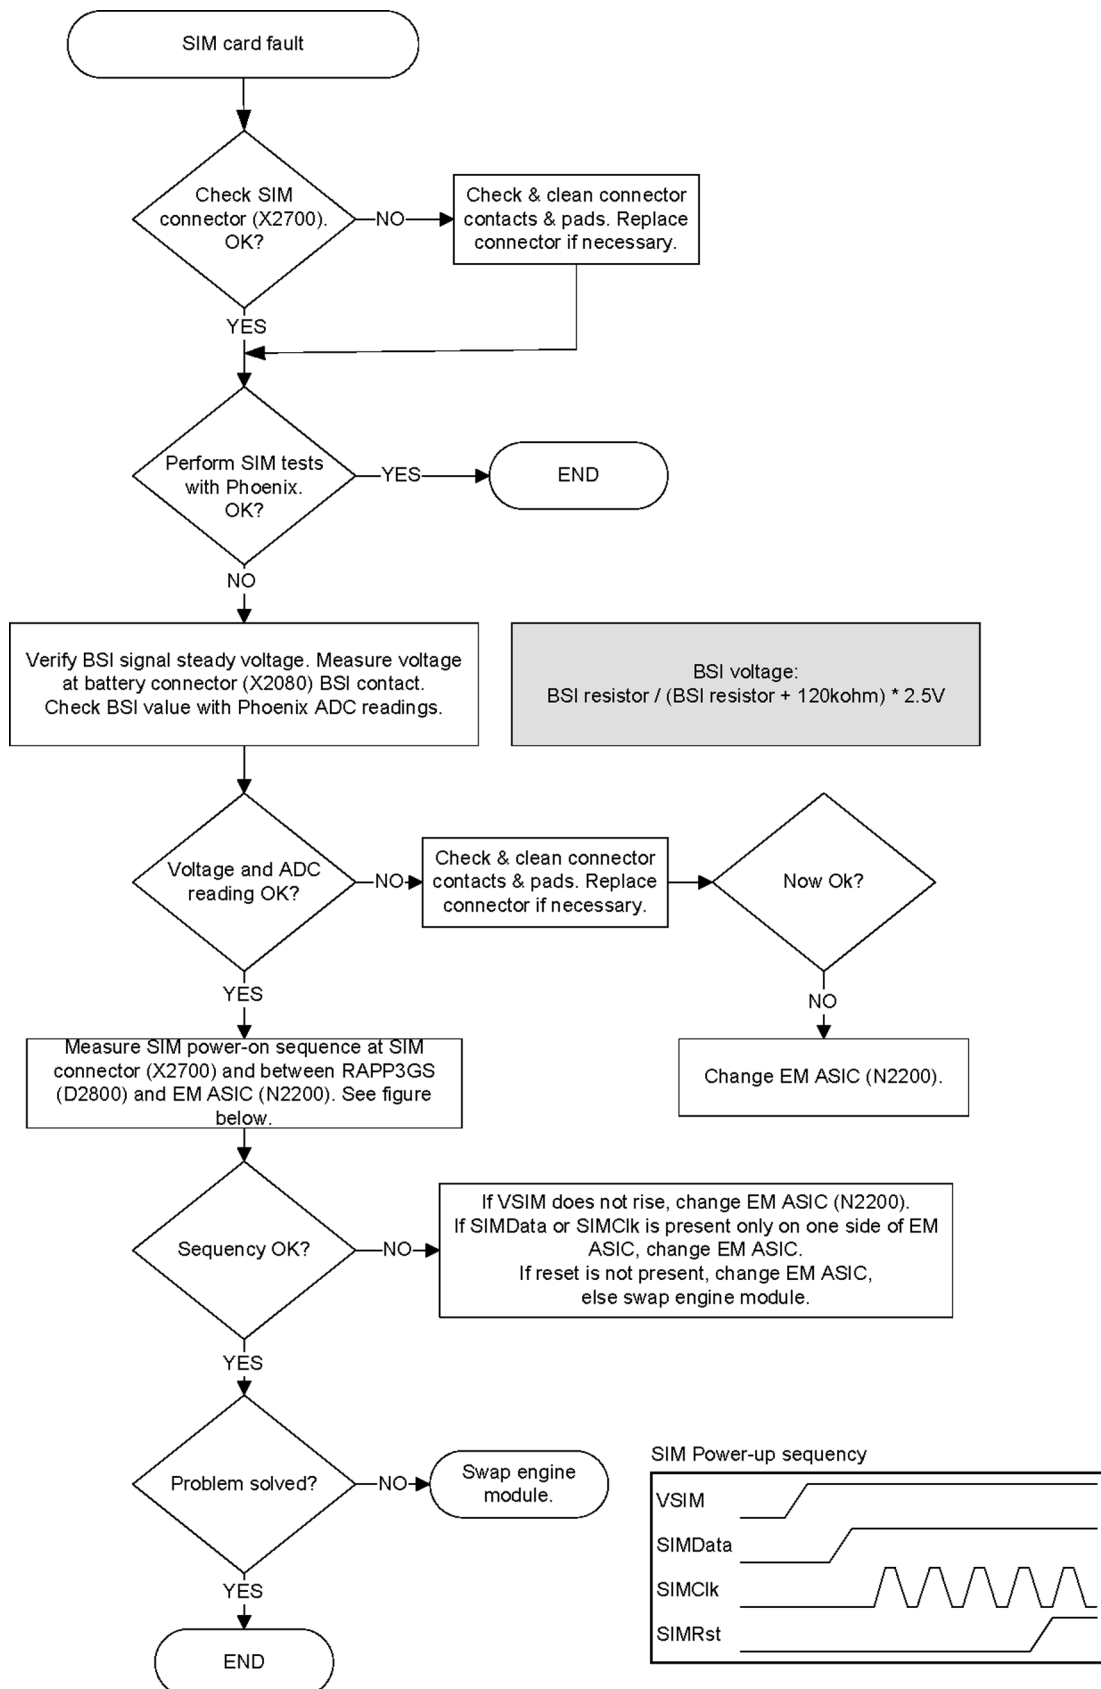 SIM card fault
Check SIM
connector (X2700).
OK?
NO
Check & clean connector
contacts & pads. Replace
connector if necessary.
YES
Perform SIM tests
with Phoenix.
OK?
YES
END
NO
Verify BSI signal steady voltage. Measure voltage
at battery connector (X2080) BSI contact.
Check BSI value with Phoenix ADC readings.
BSI voltage:
BSI resistor / (BSI resistor + 120kohm) * 2.5V
Voltage and ADC
reading OK?
NO
Check & clean connector
contacts & pads. Replace
connector if necessary.
Now Ok?
YES
NO
Measure SIM power-on sequence at SIM
connector (X2700) and between RAPP3GS
(D2800) and EM ASIC (N2200). See figure
below.
Change EM ASIC (N2200).
Sequency OK?
NO
If VSIM does not rise, change EM ASIC (N2200).
If SIMData or SIMClk is present only on one side of EM
ASIC, change EM ASIC.
If reset is not present, change EM ASIC,
else swap engine module.
YES
Problem solved?
NO
Swap engine
module.
YES
END
SIM Power-up sequency
VSIM
SIMData
SIMClk
SIMRst